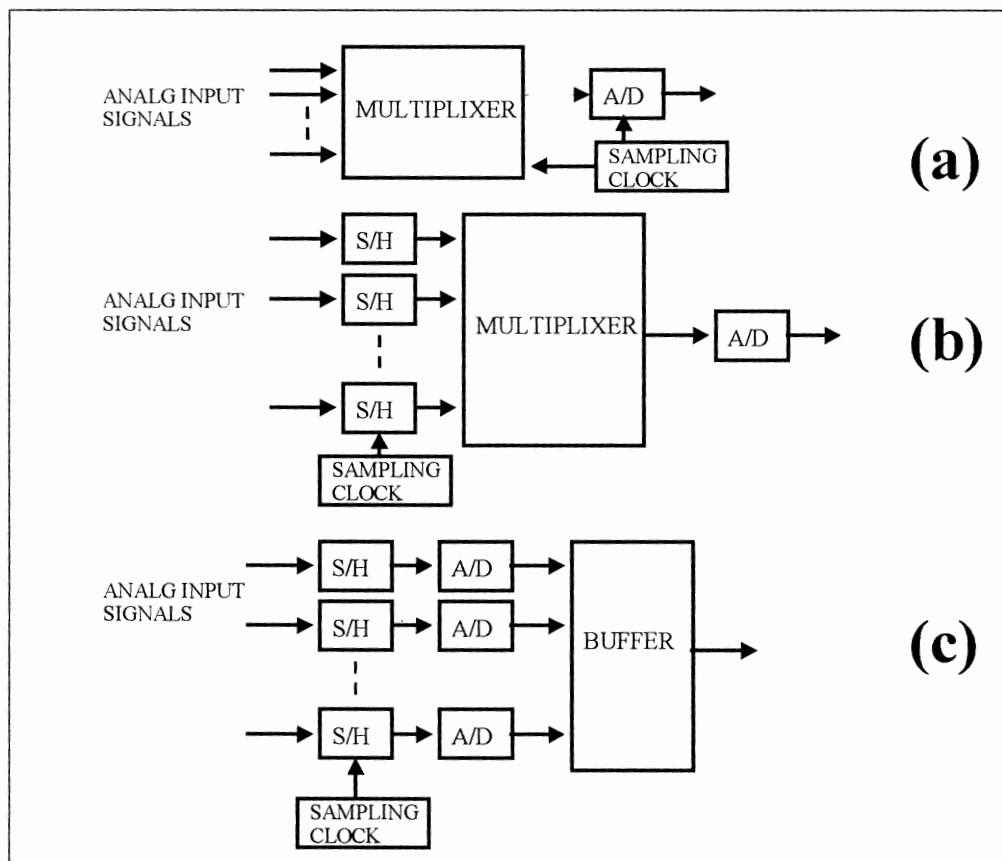 ANALG INPUT
SIGNALS
MULTIPLIXER
A/D
SAMPLING
CLOCK
(a)
S/H
S/H
S/H
ANALG INPUT
SIGNALS
MULTIPLIXER
A/D
SAMPLING
CLOCK
(b)
ANALG INPUT
SIGNALS
S/H
A/D
S/H
A/D
S/H
A/D
BUFFER
SAMPLING
CLOCK
(c)